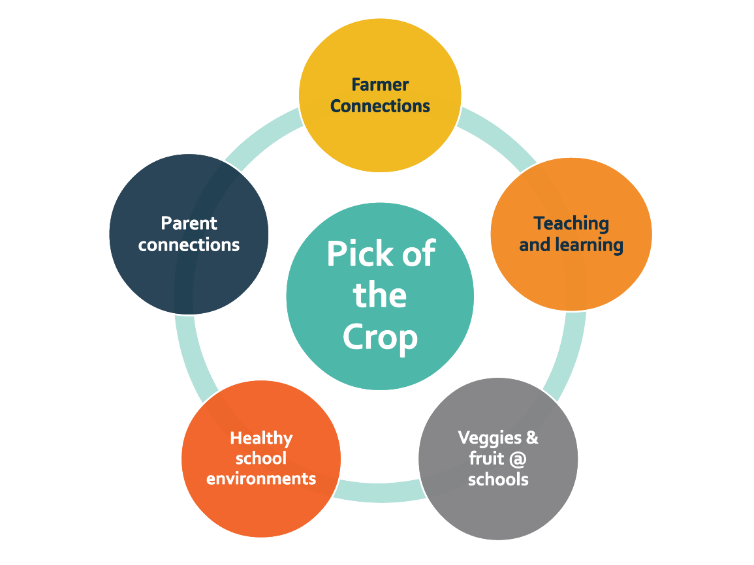 Farmer
Connections
Teaching
and learning
Parent
connections
Pick of
the
Crop
Healthy
school
environments
Veggies &
fruit @
schools